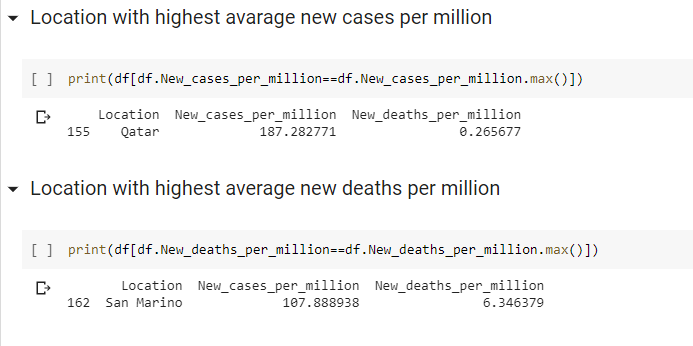 Location with highest avarage new cases per million
[ ] print(df[df.New_cases_per_million==df.New_cases_per_million.max()])
Location New_cases_per_million New_deaths_per_million
155 Qatar 187.282771 0.265677
Location with highest average new deaths per million
[ ] print(df[df.New_deaths_per_million==df.New_deaths_per_million.max()])
Location New_cases_per_million New_deaths_per_million
162 San Marino 107.888938 6.346379